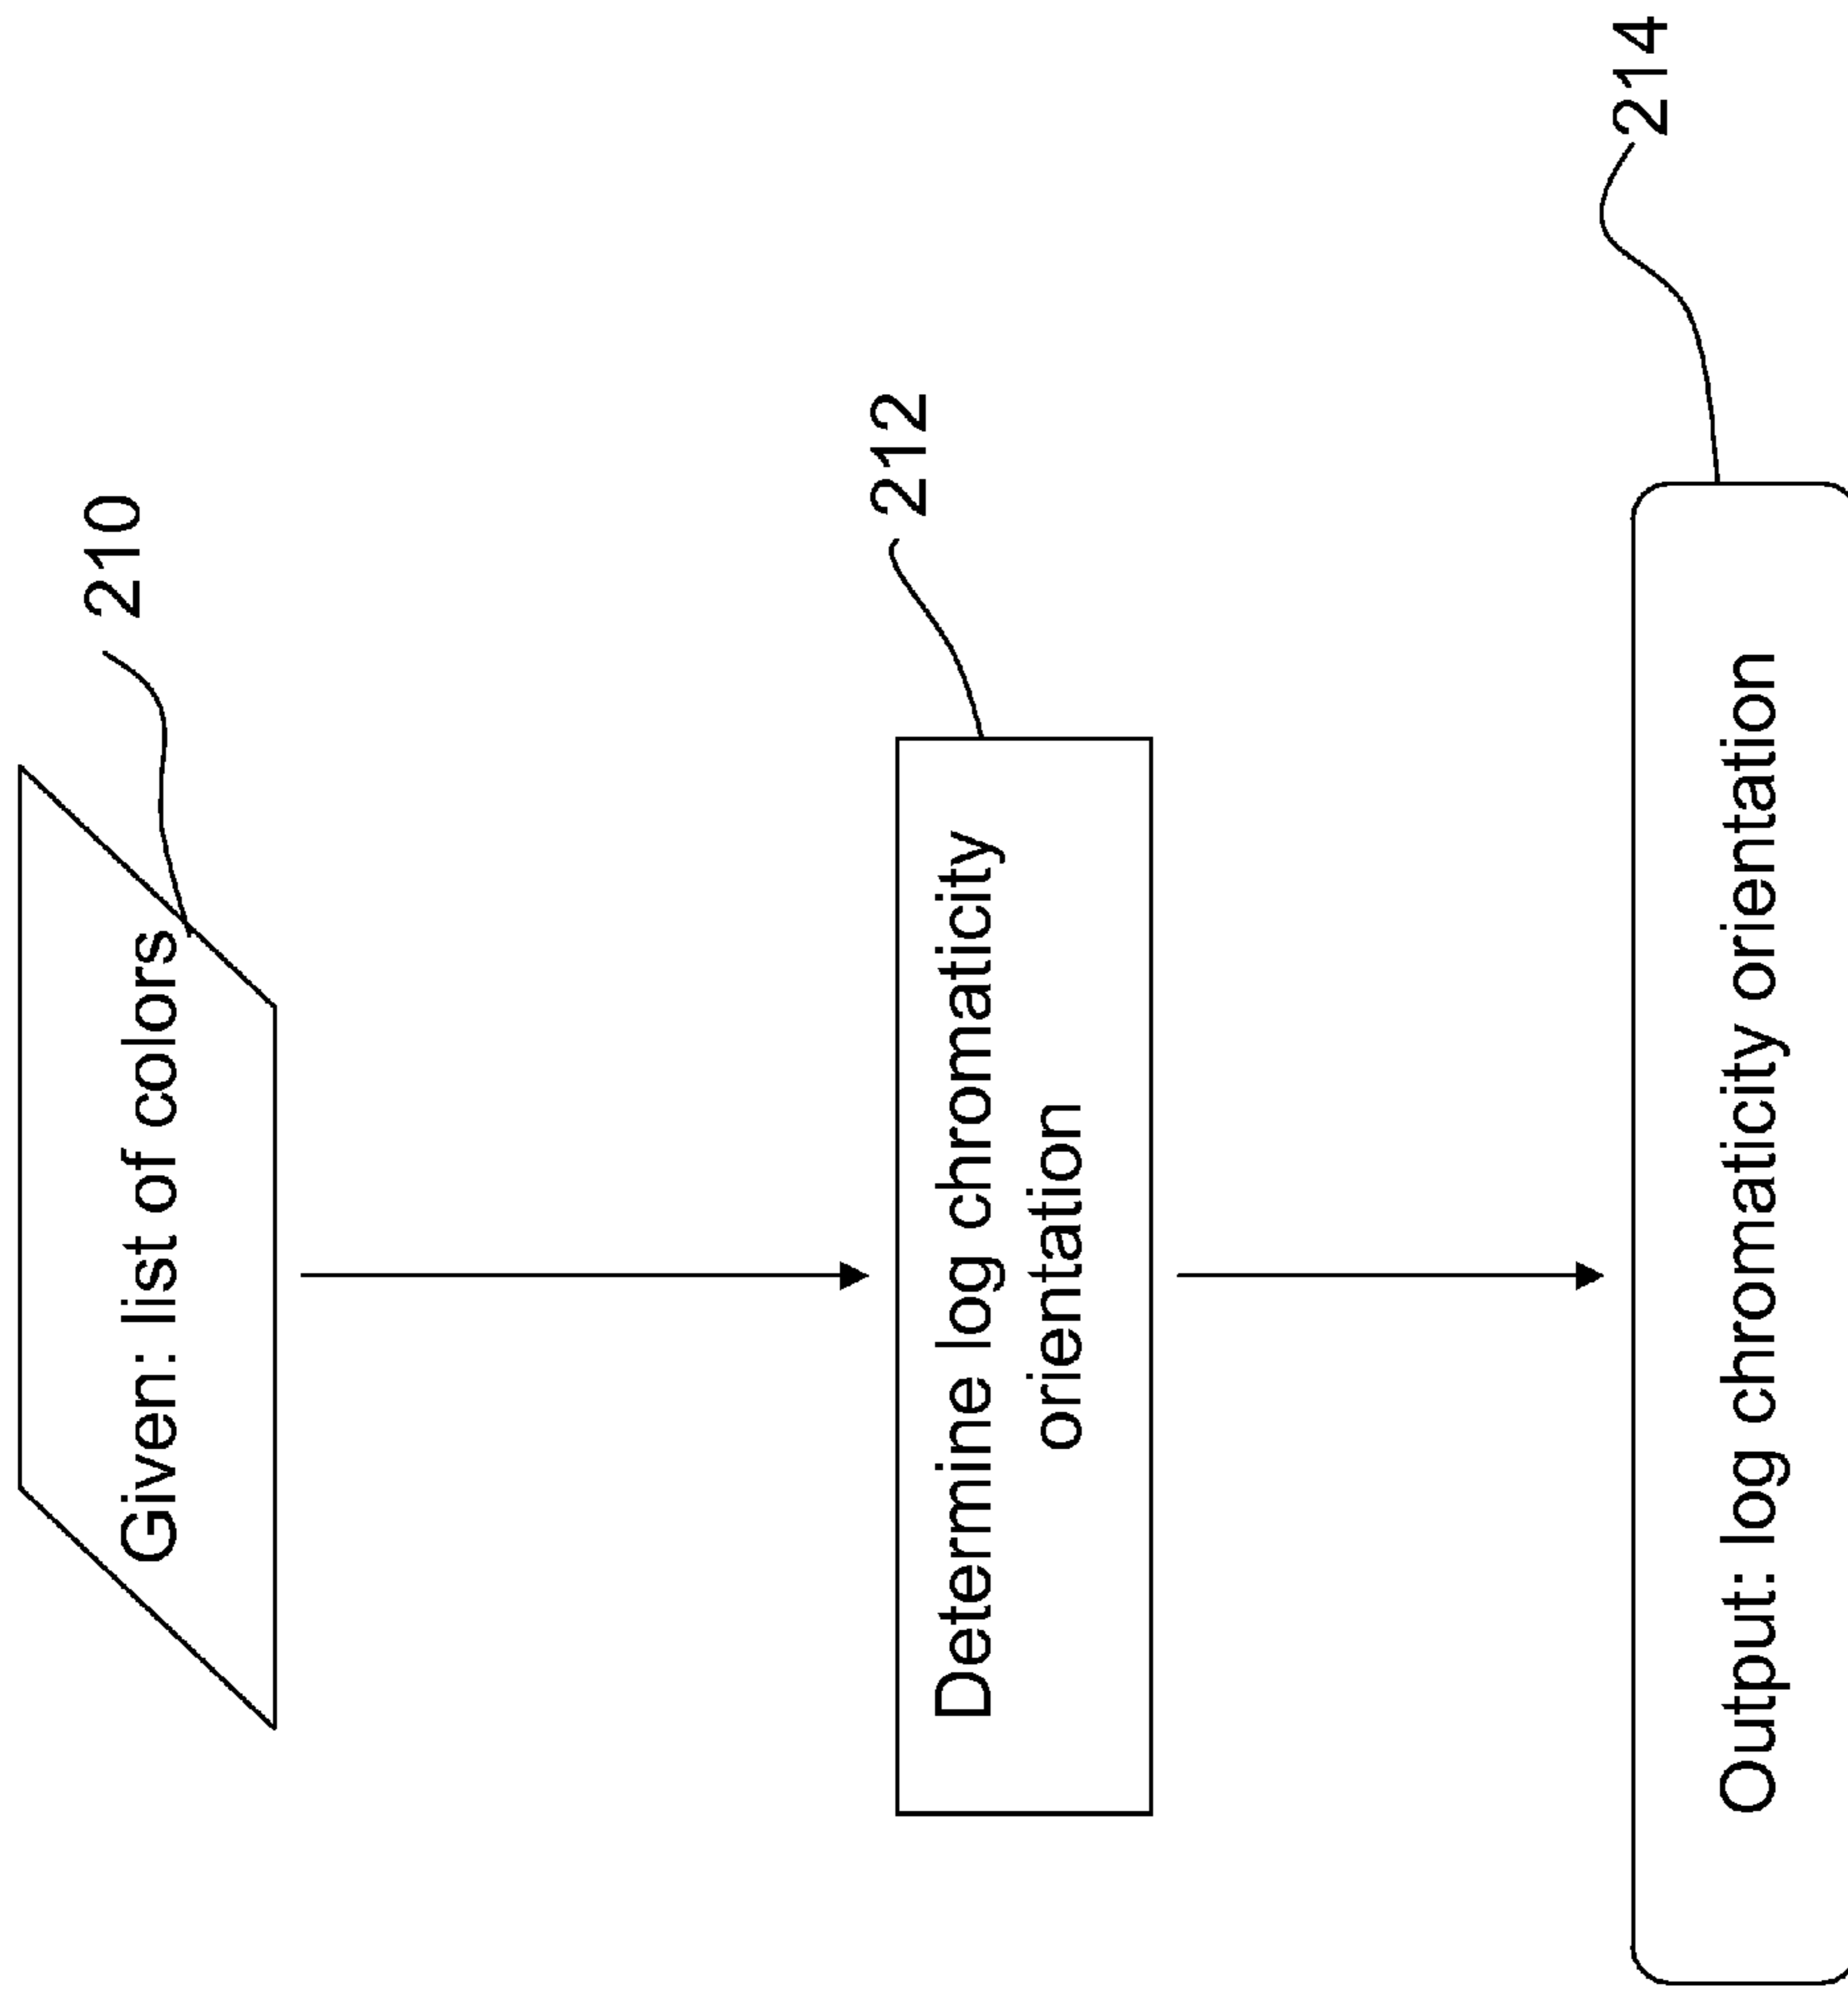 Given: list of colors
210
Determine log chromaticity
orientation
212
Output: log chromaticity orientation
214